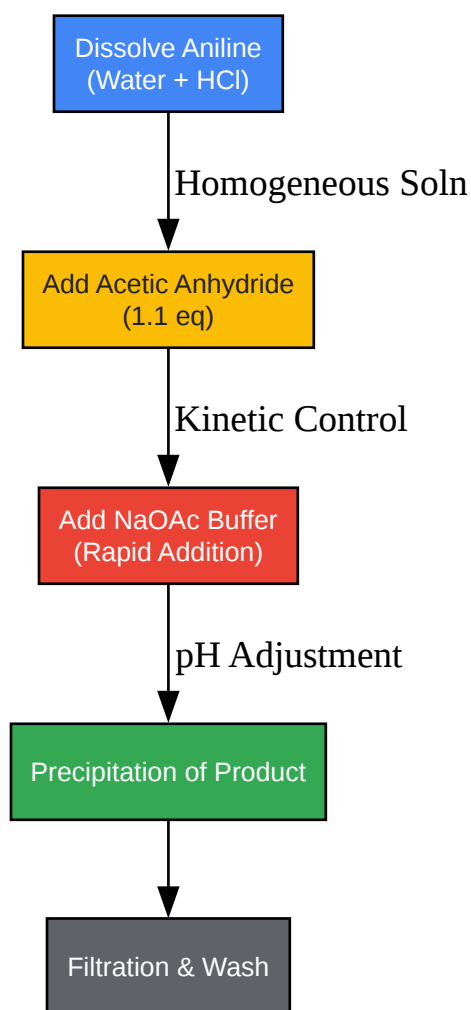 Dissolve Aniline
(Water + HCl)
Homogeneous Soln
Add Acetic Anhydride
(1.1 eq)
Kinetic Control
Add NaOAc Buffer
(Rapid Addition)
pH Adjustment
Precipitation of Product
Filtration & Wash